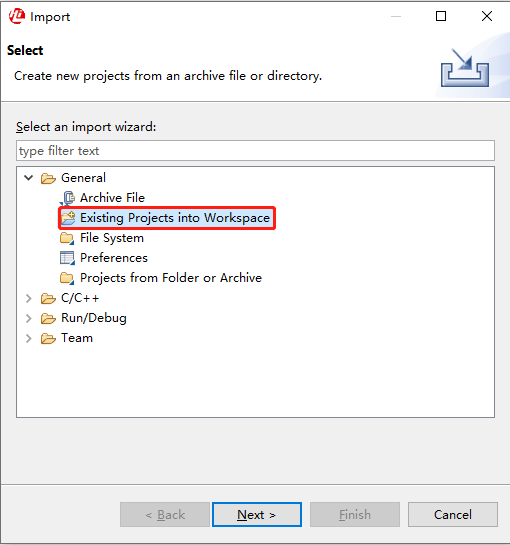 Import
Select
Create new projects from an archive file or directory.
Select an import wizard:
type filter text
General
Archive File
Existing Projects into Workspace
File System
Preferences
Projects from Folder or Archive
C/C++
Run/Debug
Team
< Back
Next >
Finish
Cancel